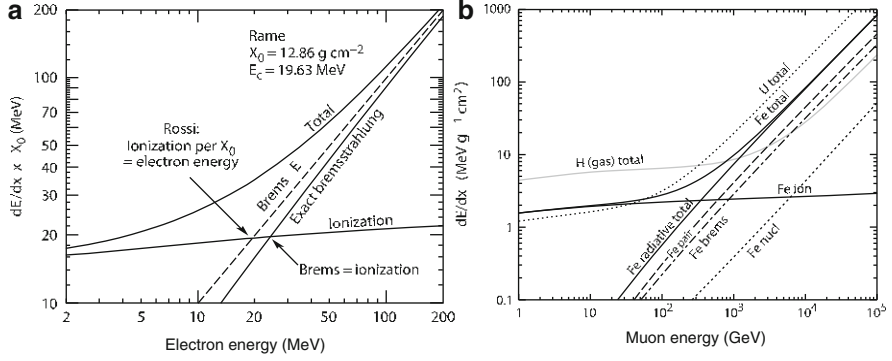 a
200
100
70
50
40
30
20
10
2
5
10
20
50
100
200
dE/dx x X0 (MeV)
Electron energy (MeV)
Rame
X0 = 12.86 g cm−2
Ec = 19.63 MeV
Rossi:
Ionization per X0
= electron energy
Total
Brems E
Exact bremsstrahlung
Ionization
Brems = ionization
b
1000
100
10
1
0.1
1
10
10²
10³
10⁴
10⁵
dE/dx (MeV g⁻¹ cm²)
Muon energy (GeV)
U total
Fe total
H (gas) total
Fe ion
Fe radiative total
Fe pair
Fe brems
Fe nucl